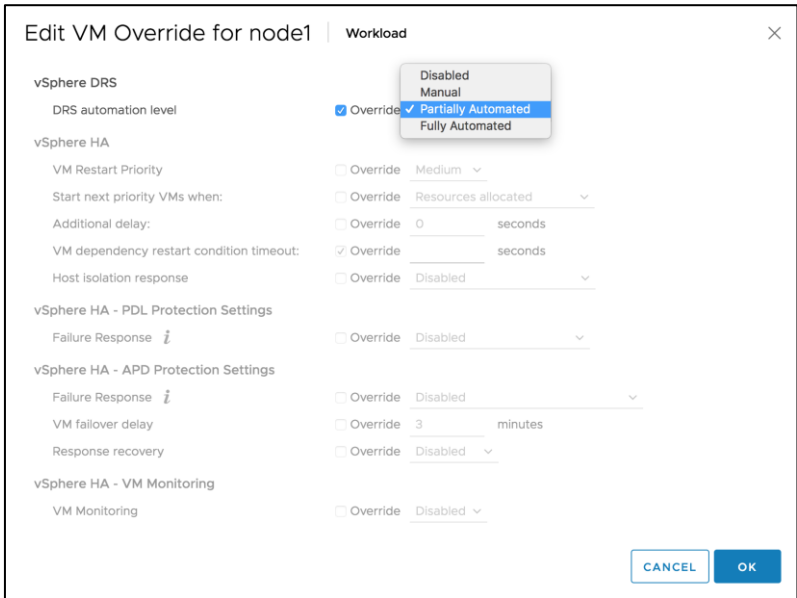 Edit VM Override for node1 Workload
vSphere DRS
Disabled
Manual
DRS automation level Override Partially Automated
Fully Automated
vSphere HA
VM Restart Priority Override Medium
Start next priority VMs when: Override Resources allocated
Additional delay: Override 0 seconds
VM dependency restart condition timeout: Override seconds
Host isolation response Override Disabled
vSphere HA - PDL Protection Settings
Failure Response i Override Disabled
vSphere HA - APD Protection Settings
Failure Response i Override Disabled
VM failover delay Override 3 minutes
Response recovery Override Disabled
vSphere HA - VM Monitoring
VM Monitoring Override Disabled
CANCEL OK